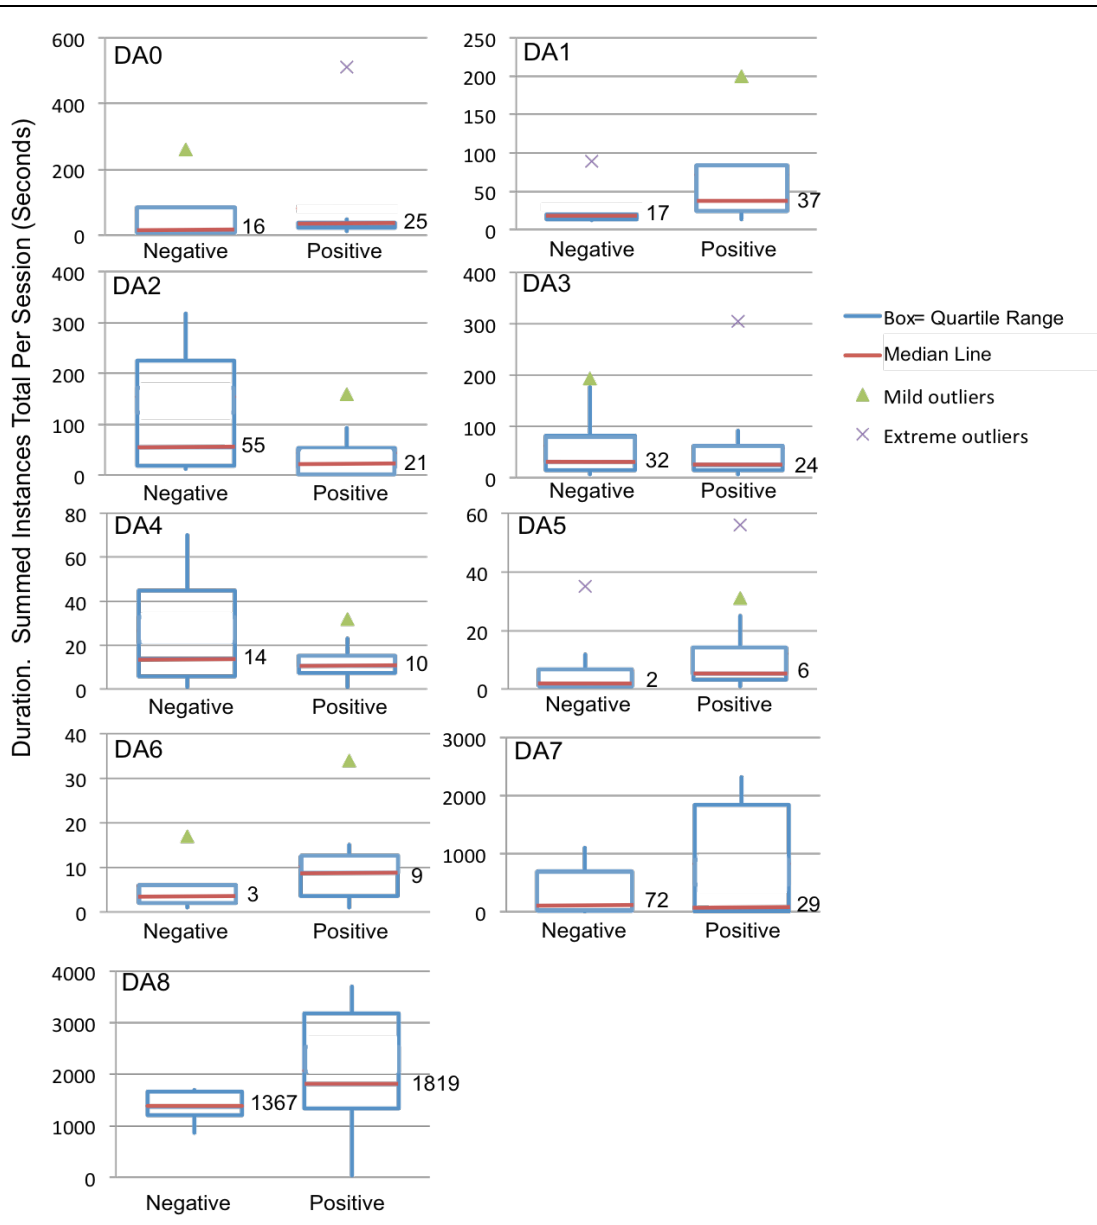 Duration. Summed Instances Total Per Session (Seconds)
DA0
600
400
200
0
16
25
Negative
Positive
DA1
250
200
150
100
50
0
17
37
Negative
Positive
DA2
400
300
200
100
0
55
21
Negative
Positive
DA3
400
300
200
100
0
32
24
Negative
Positive
Box= Quartile Range
Median Line
Mild outliers
Extreme outliers
DA4
80
60
40
20
0
14
10
Negative
Positive
DA5
60
40
20
0
2
6
Negative
Positive
DA6
40
30
20
10
0
3
9
Negative
Positive
DA7
3000
2000
1000
0
72
29
Negative
Positive
DA8
4000
3000
2000
1000
0
1367
1819
Negative
Positive